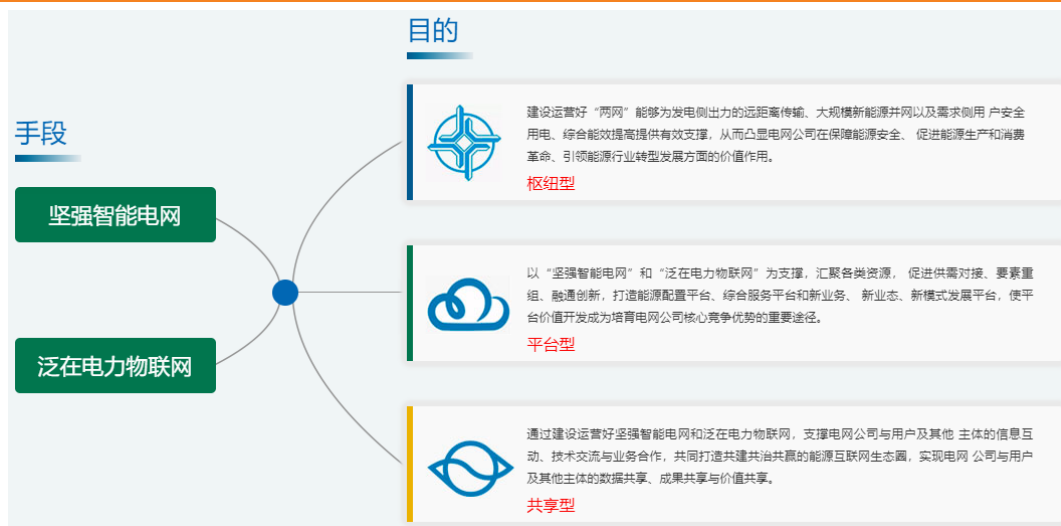 目的
手段
坚强智能电网
泛在电力物联网
建设运营好“两网”能够为发电侧出力的远距离传输、大规模新能源并网以及需求侧用 户安全
用电、综合能效提高提供有效支撑，从而凸显电网公司在保障能源安全、 促进能源生产和消费
革命、引领能源行业转型发展方面的价值作用。
枢纽型
以“坚强智能电网”和“泛在电力物联网”为支撑，汇聚各类资源， 促进供需对接、要素重
组、融通创新，打造能源配置平台、综合服务平台和新业务、 新业态、新模式发展平台，使平
台价值开发成为培育电网公司核心竞争优势的重要途径。
平台型
通过建设运营好坚强智能电网和泛在电力物联网，支撑电网公司与用户及其他 主体的信息互
动、技术交流与业务合作，共同打造共建共治共赢的能源互联网生态圈，实现电网 公司与用户
及其他主体的数据共享、成果共享与价值共享。
共享型